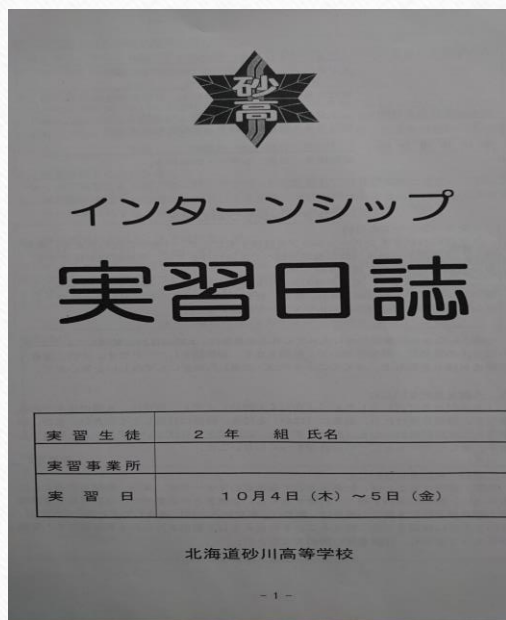 砂
高
インターンシップ
実習日誌
実習生徒 2年 組 氏名
実習事業所
実習日 10月4日(木)~5日(金)
北海道砂川高等学校
-1-